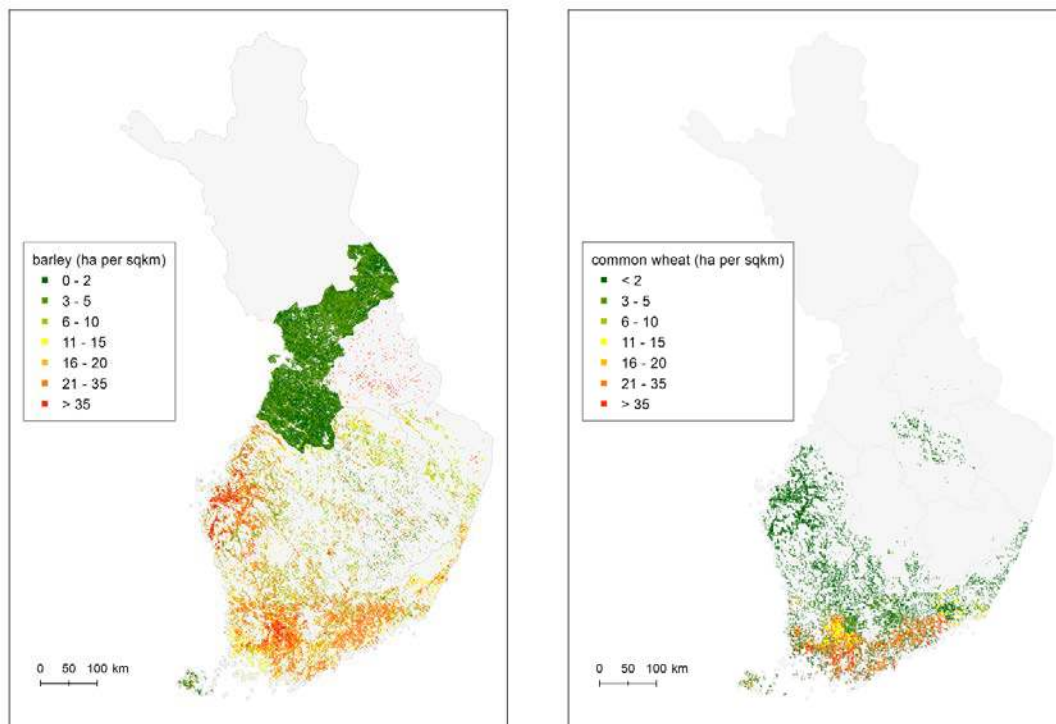 barley (ha per sqkm)
0 - 2
3 - 5
6 - 10
11 - 15
16 - 20
21 - 35
> 35
0 50 100 km
common wheat (ha per sqkm)
< 2
3 - 5
6 - 10
11 - 15
16 - 20
21 - 35
> 35
0 50 100 km